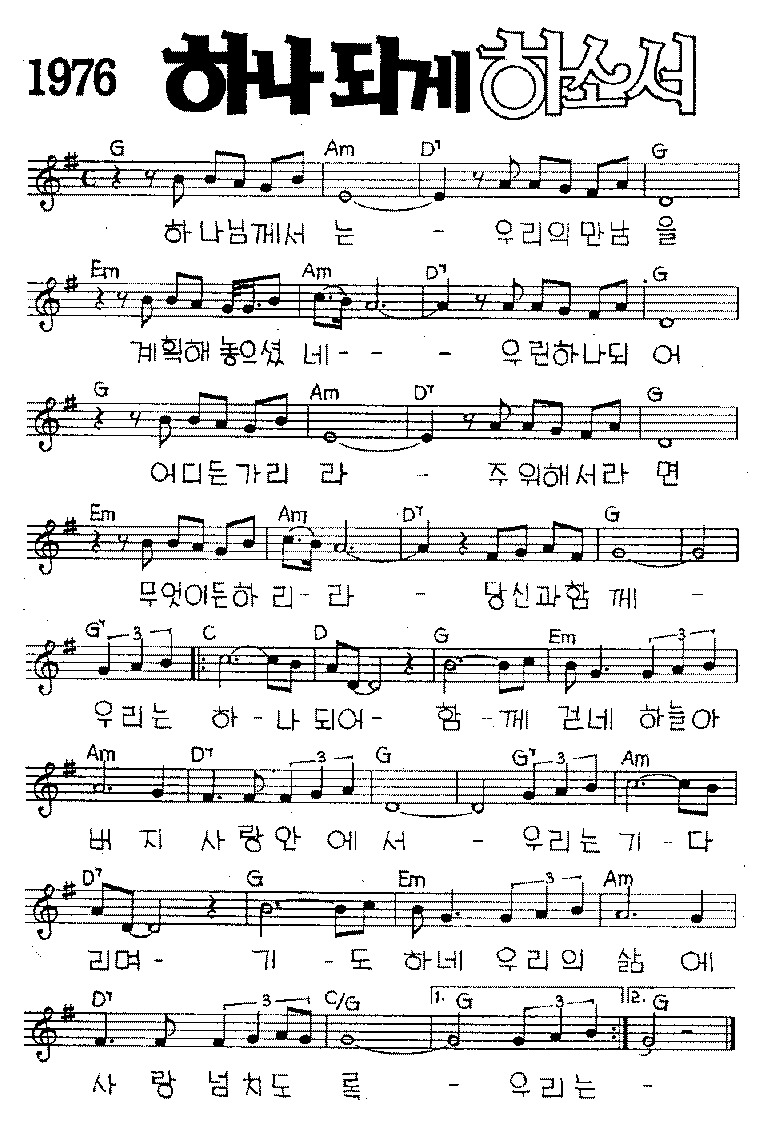 1976 하나 되게 하소서
G Am D7 G
하나님께서 는 - 우리의만남 을
Em Am D7 G
계획해 놓으셨 네 - - - 우린하나되 어
G Am D7 G
어디든가리 라 - 주 위해서라 면
Em Am D7 G
무엇이든하 리 - 라 - 당신과함 께 -
G7 3 C D G Em 3
우리는 하 - 나 되어 - 함 - 께 걷네 하늘아
Am D7 3 G G7 3 Am
버 지 사 랑 안 에 서 - 우리는 기 - 다
D7 G Em 3 Am
리며 - 기 - 도 하네 우리의 삶 에
D7 3 C/G 1. G 3 2. G
사 랑 넘치도 록 - 우리는 -